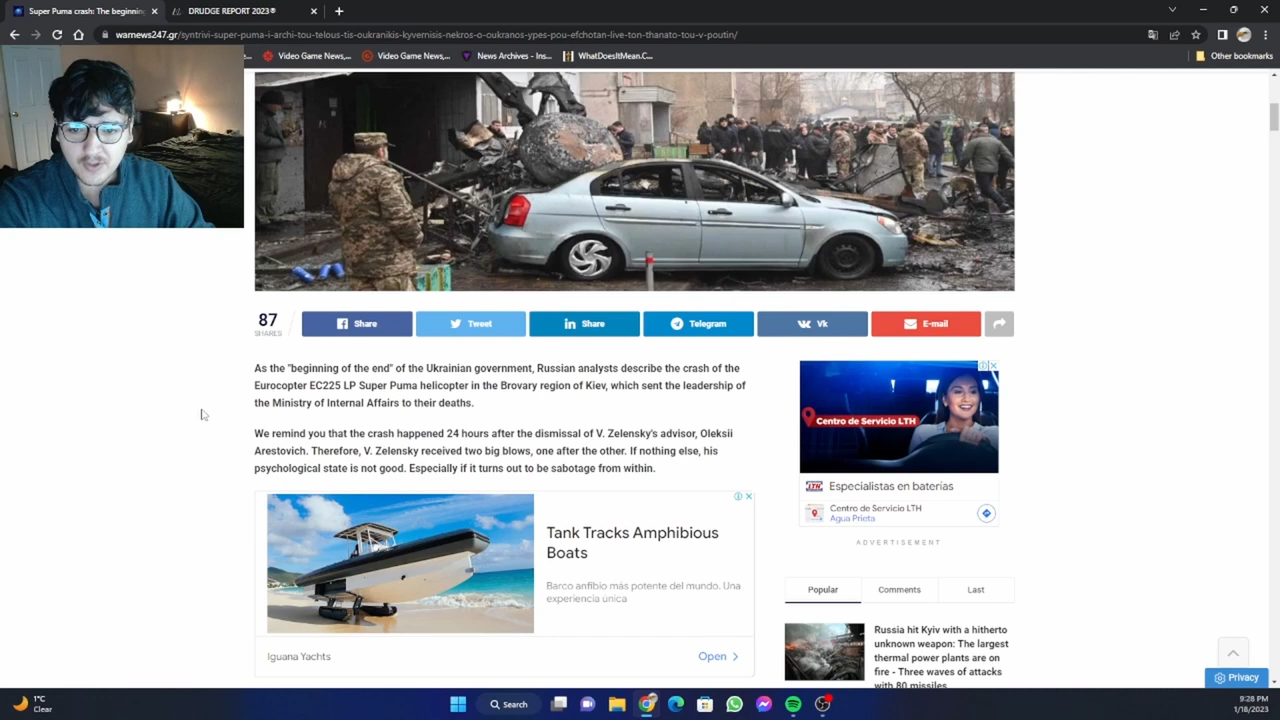 Super Pumas crash: The beginning
DRUDGE REPORT 2023®
warnews247.gr/syntrivi-super-puma-i-archi-tou-telous-tis-oukranikis-kyvernisis-nekros-o-oukranos-ypes-pou-efchotan-live-ton-thanato-tou-v-poutin/
Video Game News,...
Video Game News,...
News Archives - Ins...
WhatDoesItMean.C...
Other bookmarks
87
SHARES
Share
Tweet
Share
Telegram
Vk
E-mail
As the "beginning of the end" of the Ukrainian government, Russian analysts describe the crash of the
Eurocopter EC225 LP Super Puma helicopter in the Brovary region of Kiev, which sent the leadership of
the Ministry of Internal Affairs to their deaths.
We remind you that the crash happened 24 hours after the dismissal of V. Zelensky's advisor, Oleksii
Arestovich. Therefore, V. Zelensky received two big blows, one after the other. If nothing else, his
psychological state is not good. Especially if it turns out to be sabotage from within.
Tank Tracks Amphibious
Boats
Barco anfibio más potente del mundo. Una
experiencia única
Iguana Yachts
Open
Centro de Servicio LTH
LTH
Especialistas en baterías
Centro de Servicio LTH
Agua Prieta
ADVERTISEMENT
Popular
Comments
Last
Russia hit Kyiv with a hitherto
unknown weapon: The largest
thermal power plants are on
fire - Three waves of attacks
with 80 missiles
Privacy
1°C
Clear
Search
9:28 PM
1/18/2023